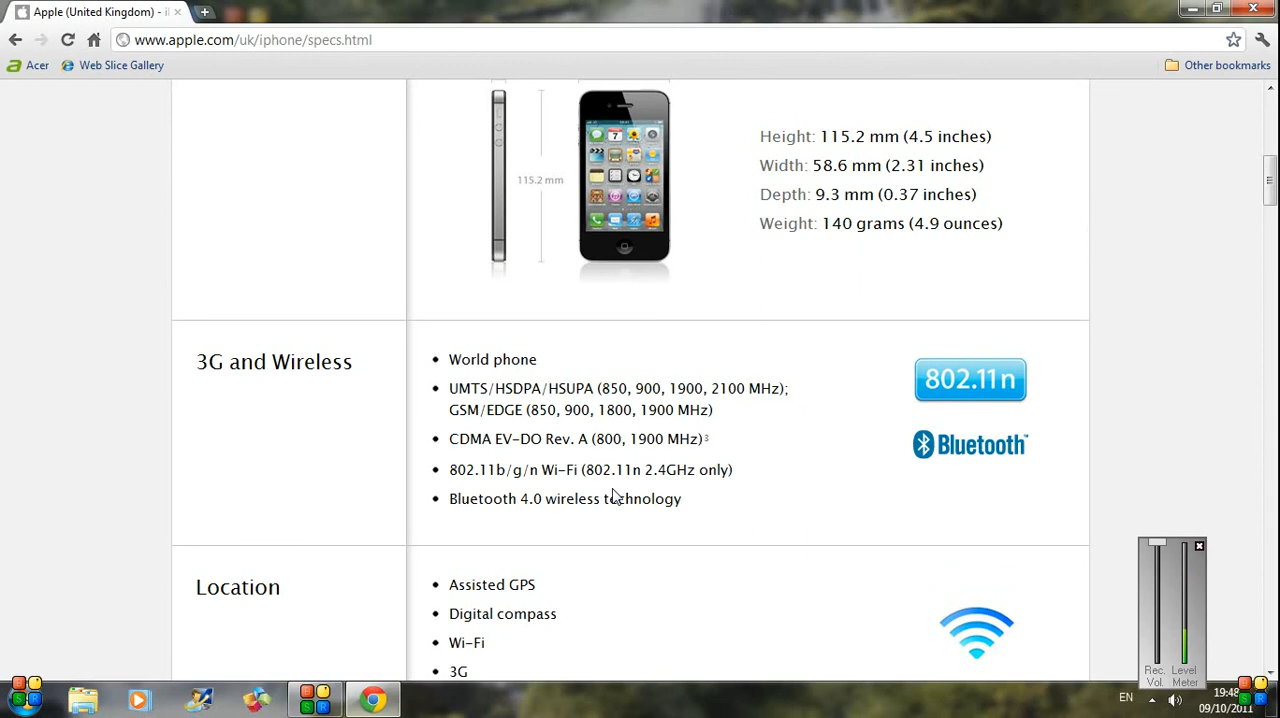 Apple (United Kingdom) - i
www.apple.com/uk/iphone/specs.html
Acer
Web Slice Gallery
Other bookmarks
115.2 mm
Height: 115.2 mm (4.5 inches)
Width: 58.6 mm (2.31 inches)
Depth: 9.3 mm (0.37 inches)
Weight: 140 grams (4.9 ounces)
3G and Wireless
World phone
UMTS/HSDPA/HSUPA (850, 900, 1900, 2100 MHz);
GSM/EDGE (850, 900, 1800, 1900 MHz)
CDMA EV-DO Rev. A (800, 1900 MHz)³
802.11b/g/n Wi-Fi (802.11n 2.4GHz only)
Bluetooth 4.0 wireless technology
802.11n
Bluetooth™
Location
Assisted GPS
Digital compass
Wi-Fi
3G
Rec. Vol.
Level Meter
EN
19:48
09/10/2011
S R
S R
S R